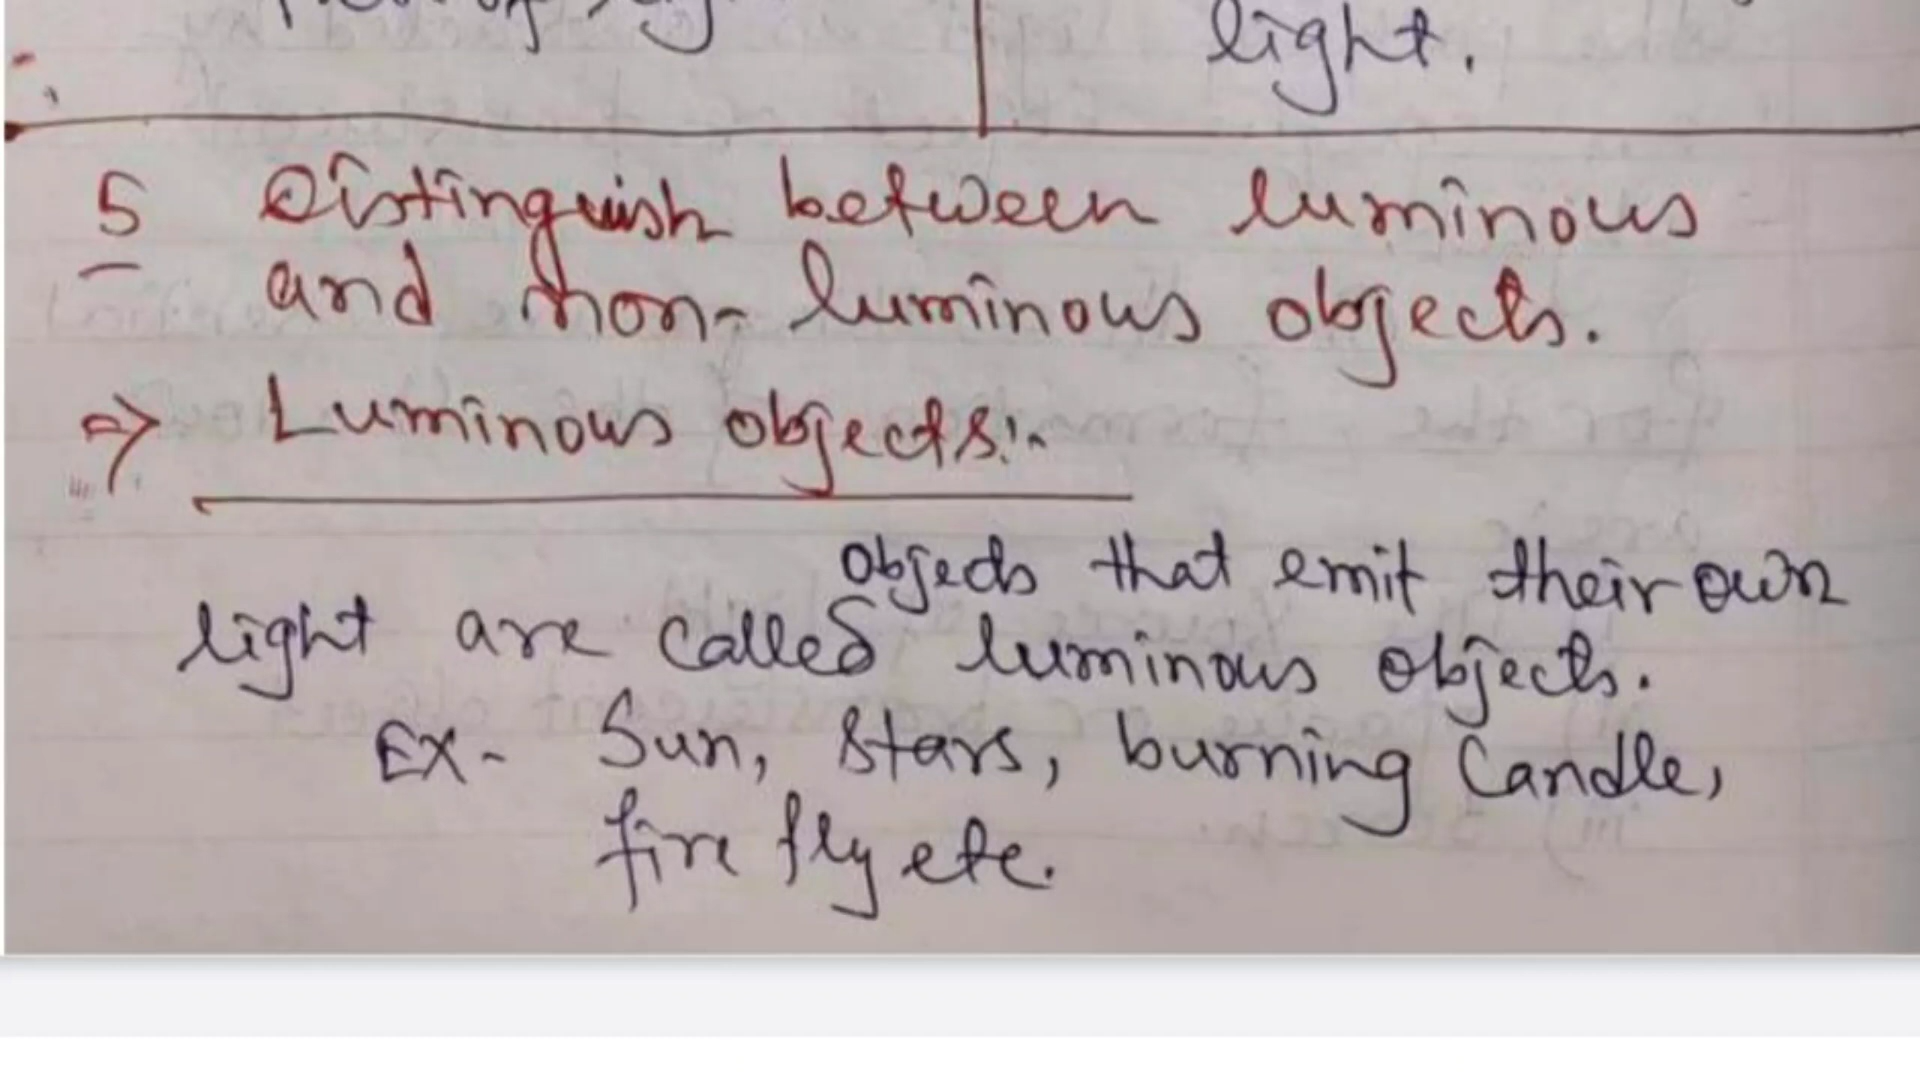 light.
5 Distinguish between luminous
and non- luminous objects.
⇒ Luminous objects:-
objects that emit their own
light are called luminous objects.
EX- Sun, Stars, burning Candle,
fire fly etc.